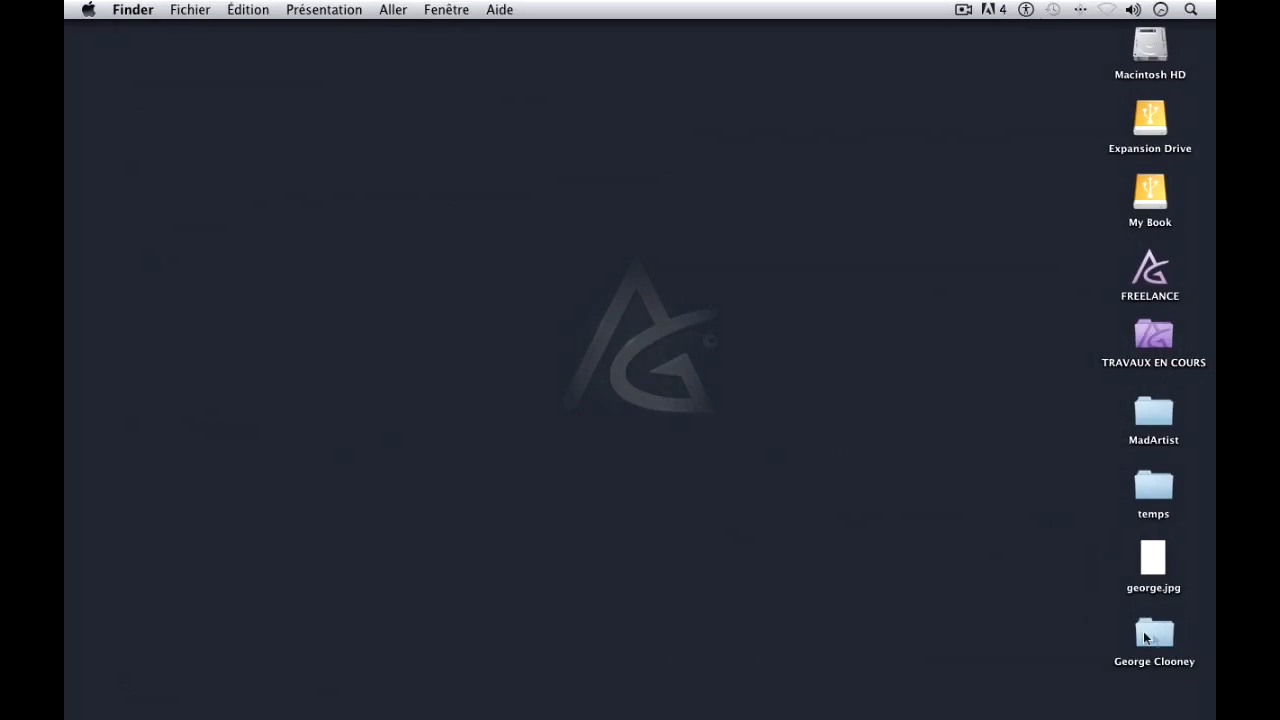 Finder Fichier Édition Présentation Aller Fenêtre Aide 4
Macintosh HD
Expansion Drive
My Book
FREELANCE
TRAVAUX EN COURS
MadArtist
temps
george.jpg
George Clooney